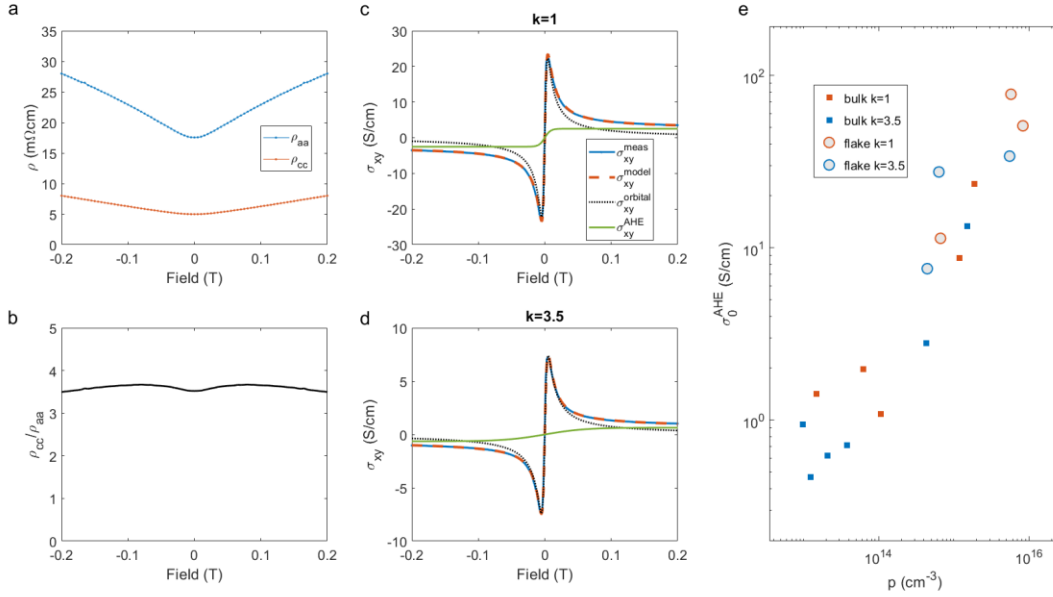 a
ρ (mΩcm)
35
30
25
20
15
10
5
0
-0.2
-0.1
0
0.1
0.2
ρaa
ρcc
Field (T)
b
ρcc/ρaa
5
4
3
2
1
0
-0.2
-0.1
0
0.1
0.2
Field (T)
c
k=1
σxy (S/cm)
30
20
10
0
-10
-20
-30
-0.2
-0.1
0
0.1
0.2
σxy^meas
σxy^model
σxy^orbital
σxy^AHE
Field (T)
d
k=3.5
σxy (S/cm)
10
5
0
-5
-10
-0.2
-0.1
0
0.1
0.2
Field (T)
e
σ0^AHE (S/cm)
10^2
10^1
10^0
bulk k=1
bulk k=3.5
flake k=1
flake k=3.5
10^14
10^16
p (cm^-3)